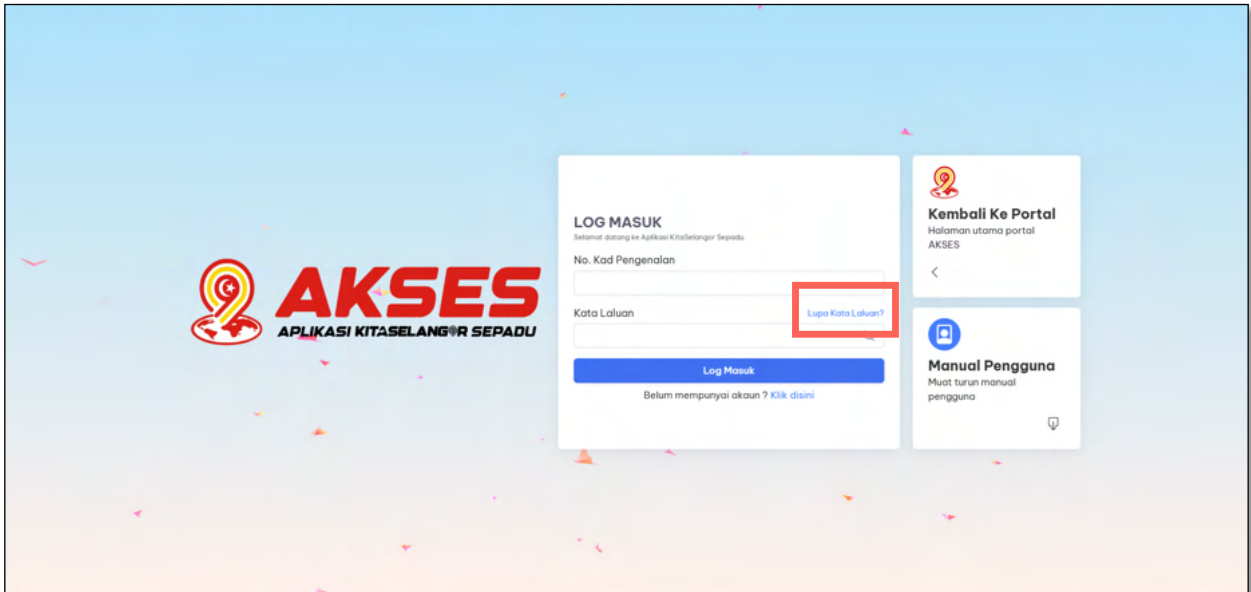 AKSES
APLIKASI KITASELANGOR SEPADU
LOG MASUK
Selamat datang ke Aplikasi KitaSelangor Sepadu.
No. Kad Pengenalan
Kata Laluan
Lupa Kata Laluan?
Log Masuk
Belum mempunyai akaun ? Klik disini
Kembali Ke Portal
Halaman utama portal
AKSES
Manual Pengguna
Muat turun manual
pengguna